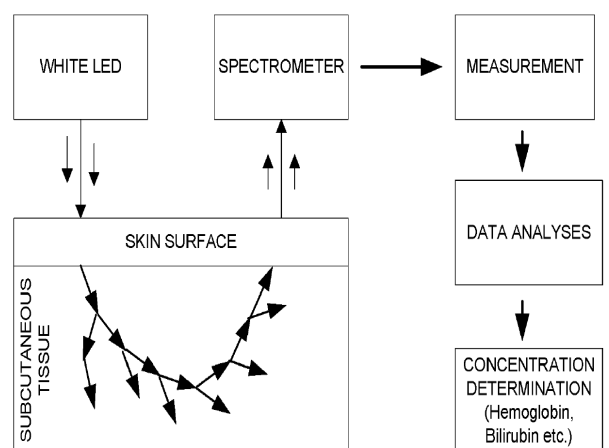 WHITE LED
SPECTROMETER
MEASUREMENT
SKIN SURFACE
DATA ANALYSES
SUBCUTANEOUS
TISSUE
CONCENTRATION
DETERMINATION
(Hemoglobin,
Bilirubin etc.)